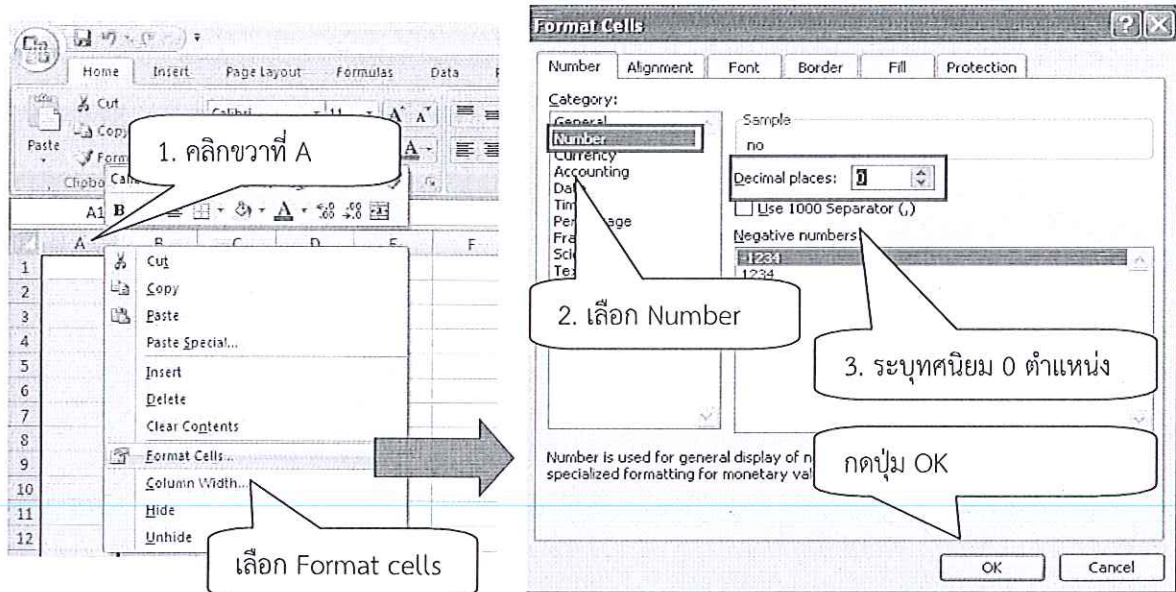 Home Insert Page Layout Formulas Data
Cut
Copy
Paste
1. คลิกขวาที่ A
A1 B A
A B C D E F
1
2
3
4
5
6
7
8
9
10
11
12
Cut
Copy
Paste
Paste Special...
Insert
Delete
Clear Contents
Format Cells...
Column Width...
Hide
Unhide
เลือก Format cells
Format Cells
Number Alignment Font Border Fill Protection
Category:
General
Number
Currency
Accounting
Sample
no
Decimal places: 0
Use 1000 Separator (,)
Negative numbers
-1234
1234
2. เลือก Number
3. ระบุทศนิยม 0 ตำแหน่ง
Number is used for general display of
specialized formatting for monetary
กดปุ่ม OK
OK Cancel